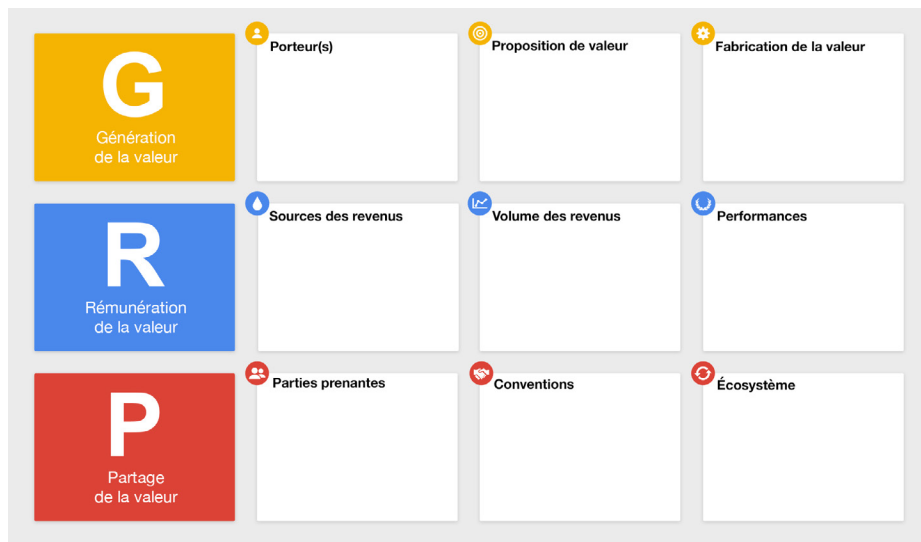 G
Génération
de la valeur
Porteur(s)
Proposition de valeur
Fabrication de la valeur
R
Rémunération
de la valeur
Sources des revenus
Volume des revenus
Performances
P
Partage
de la valeur
Parties prenantes
Conventions
Écosystème